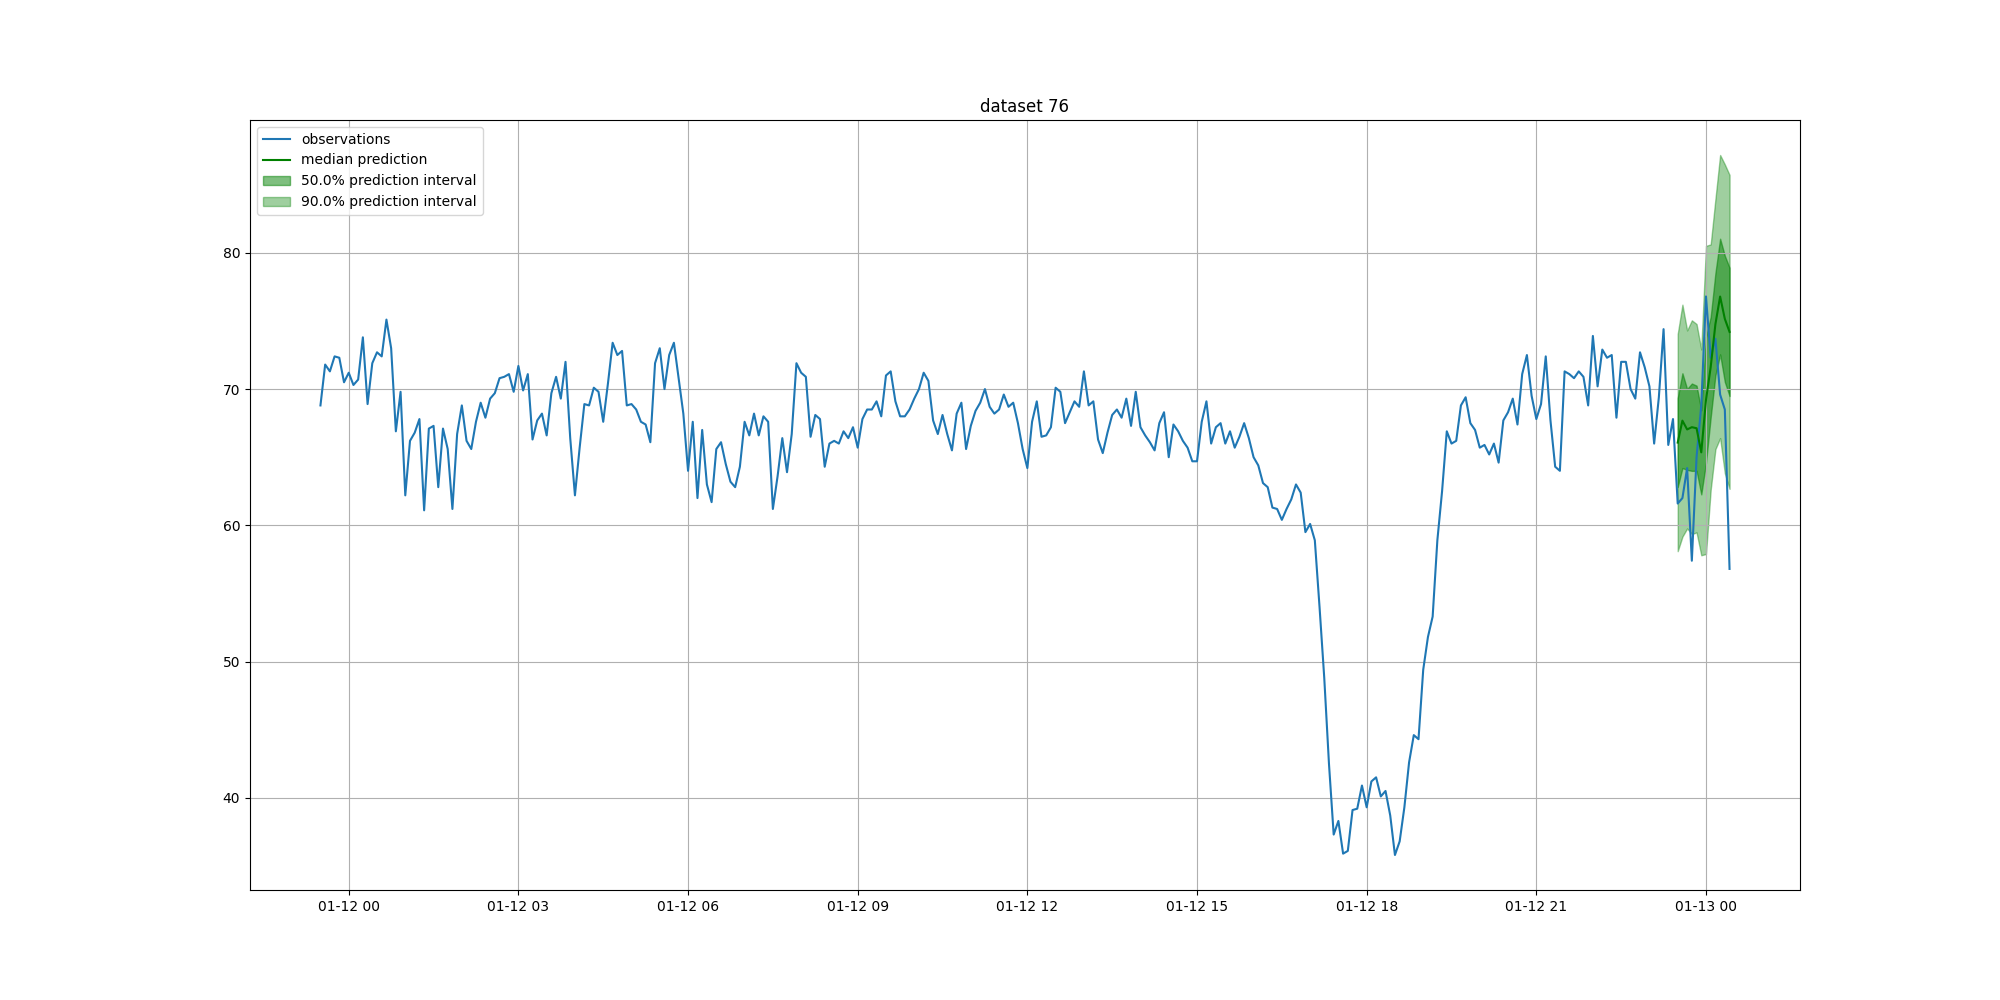 dataset 76
observations
median prediction
50.0% prediction interval
90.0% prediction interval
80
70
60
50
40
01-12 00
01-12 03
01-12 06
01-12 09
01-12 12
01-12 15
01-12 18
01-12 21
01-13 00